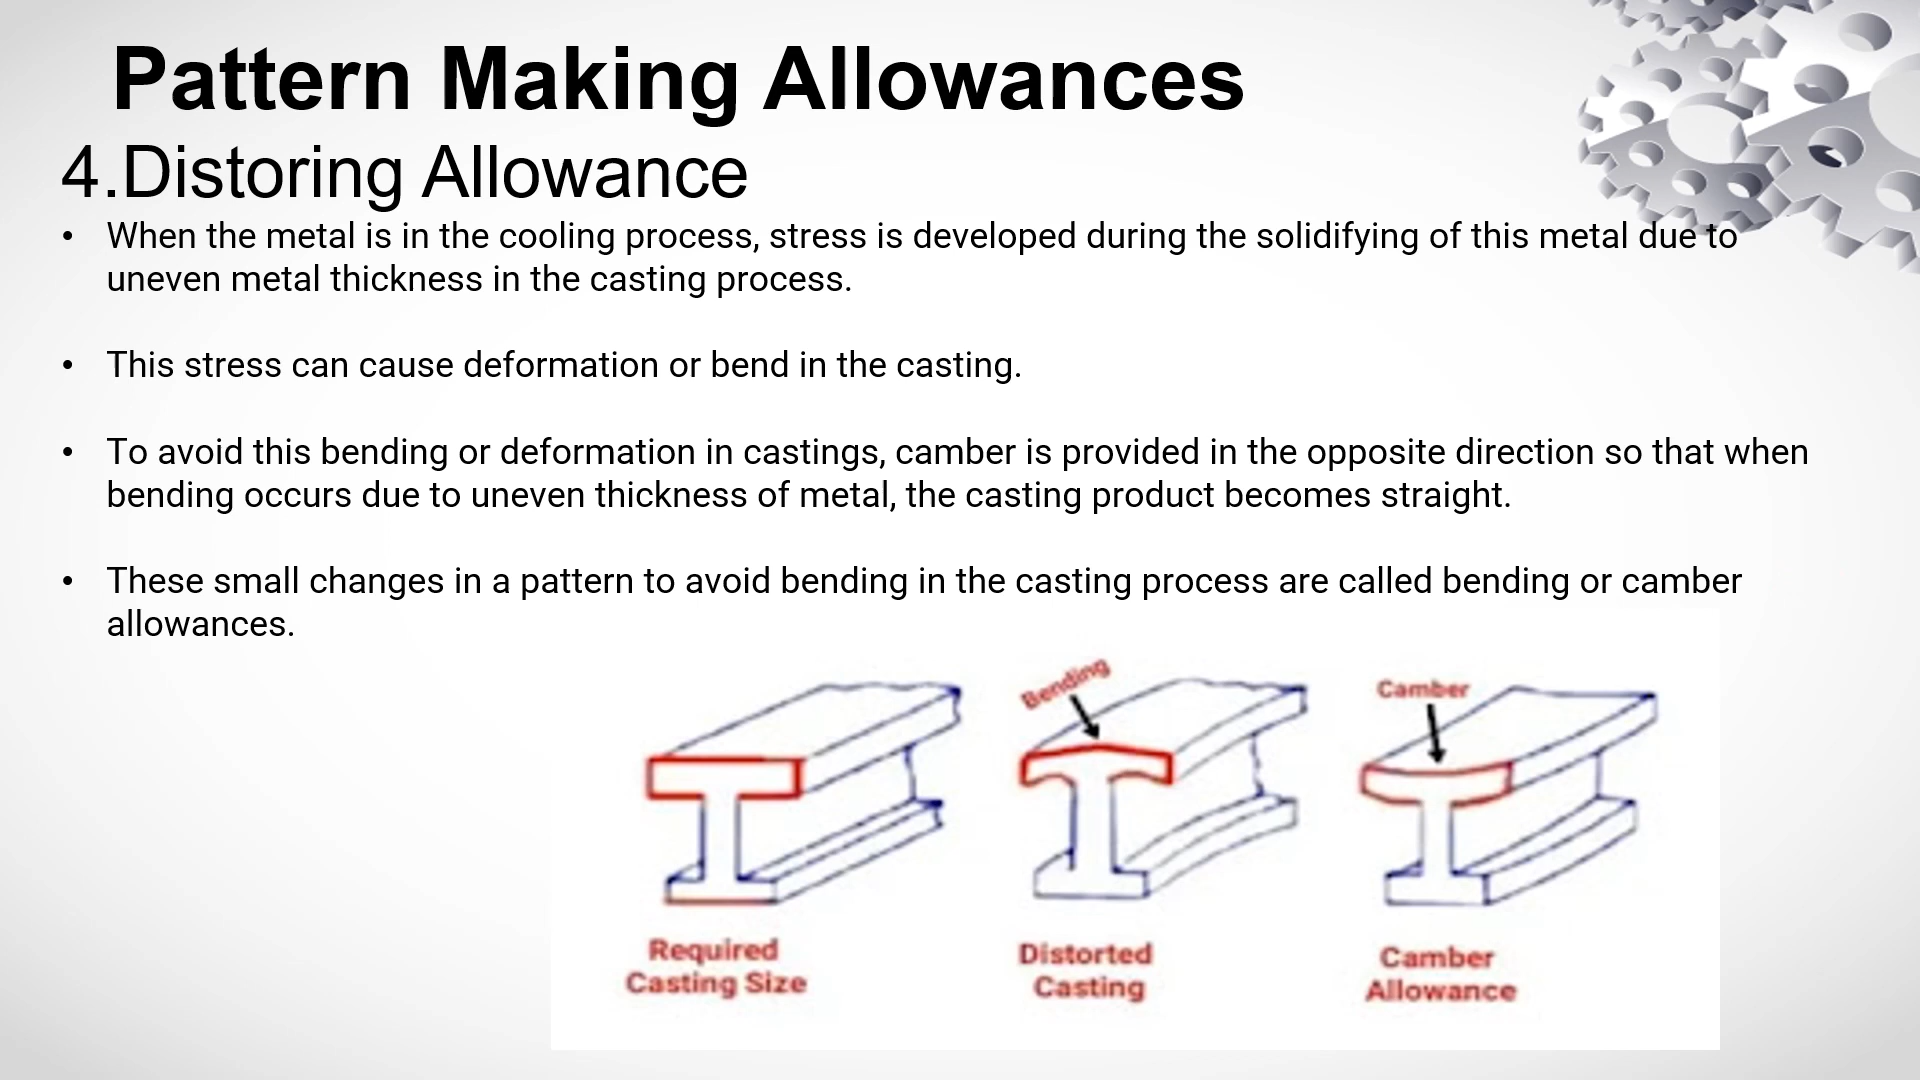 Pattern Making Allowances
4.Distoring Allowance
• When the metal is in the cooling process, stress is developed during the solidifying of this metal due to
uneven metal thickness in the casting process.
• This stress can cause deformation or bend in the casting.
• To avoid this bending or deformation in castings, camber is provided in the opposite direction so that when
bending occurs due to uneven thickness of metal, the casting product becomes straight.
• These small changes in a pattern to avoid bending in the casting process are called bending or camber
allowances.
Bending
Camber
Required
Casting Size
Distorted
Casting
Camber
Allowance